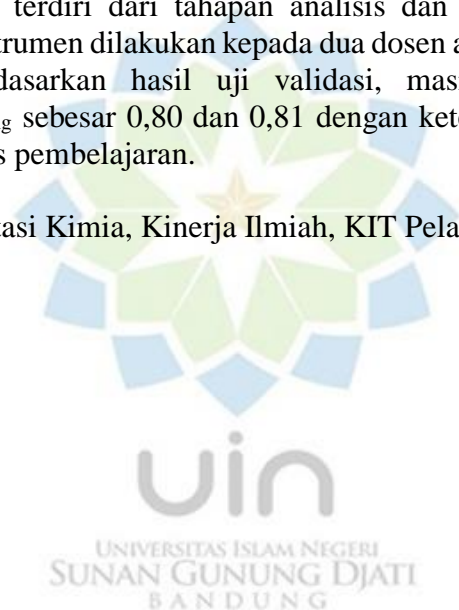 terdiri dari tahapan analisis dan
trumen dilakukan kepada dua dosen a
dasarkan hasil uji validasi, mas
g sebesar 0,80 dan 0,81 dengan kete
s pembelajaran.
tasi Kimia, Kinerja Ilmiah, KIT Pela
uin
UNIVERSITAS ISLAM NEGERI
SUNAN GUNUNG DJATI
BANDUNG